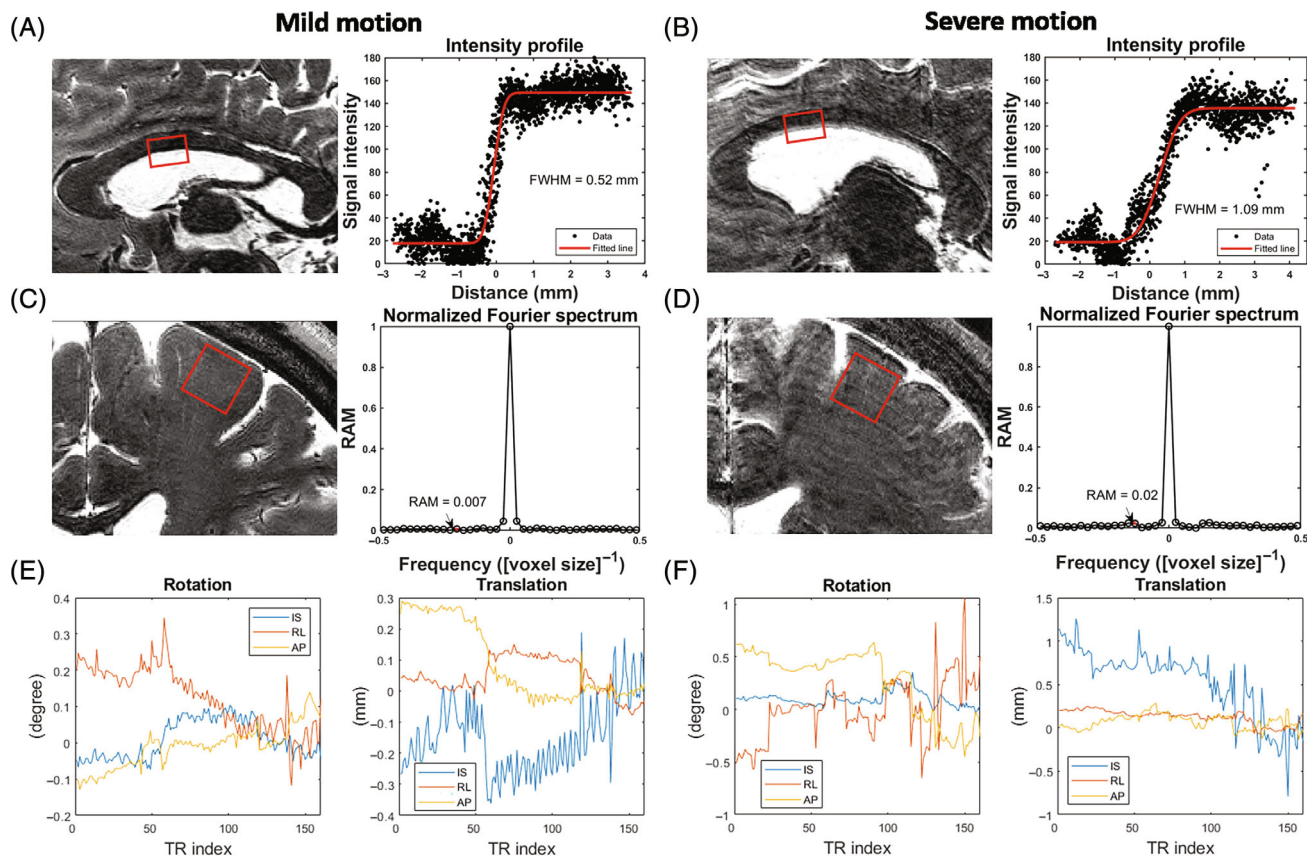 (A)
Mild motion
Intensity profile
Signal intensity
180
160
140
120
100
80
60
40
20
0
FWHM = 0.52 mm
Data
Fitted line
−3 −2 −1 0 1 2 3 4
Distance (mm)
(B)
Severe motion
Intensity profile
Signal intensity
180
160
140
120
100
80
60
40
20
0
FWHM = 1.09 mm
Data
Fitted line
−3 −2 −1 0 1 2 3 4 5
Distance (mm)
(C)
Normalized Fourier spectrum
RAM
1
0.8
0.6
0.4
0.2
0
RAM = 0.007
−0.5 0 0.5
Frequency ([voxel size]−1)
(D)
Normalized Fourier spectrum
RAM
1
0.8
0.6
0.4
0.2
0
RAM = 0.02
−0.5 0 0.5
Frequency ([voxel size]−1)
(E)
Rotation
(degree)
0.4
0.3
0.2
0.1
0
−0.1
−0.2
IS
RL
AP
0 50 100 150
TR index
Translation
(mm)
0.3
0.2
0.1
0
−0.1
−0.2
−0.3
−0.4
IS
RL
AP
0 50 100 150
TR index
(F)
Rotation
(degree)
1
0.5
0
−0.5
−1
IS
RL
AP
0 50 100 150
TR index
Translation
(mm)
1.5
1
0.5
0
0.5
−1
IS
RL
AP
0 50 100 150
TR index